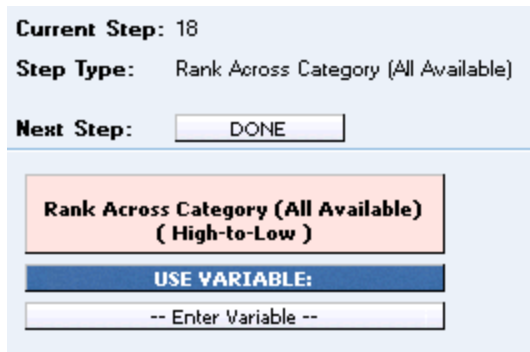 Current Step: 18
Step Type: Rank Across Category (All Available)
Next Step: DONE
Rank Across Category (All Available)
( High-to-Low )
USE VARIABLE:
-- Enter Variable --